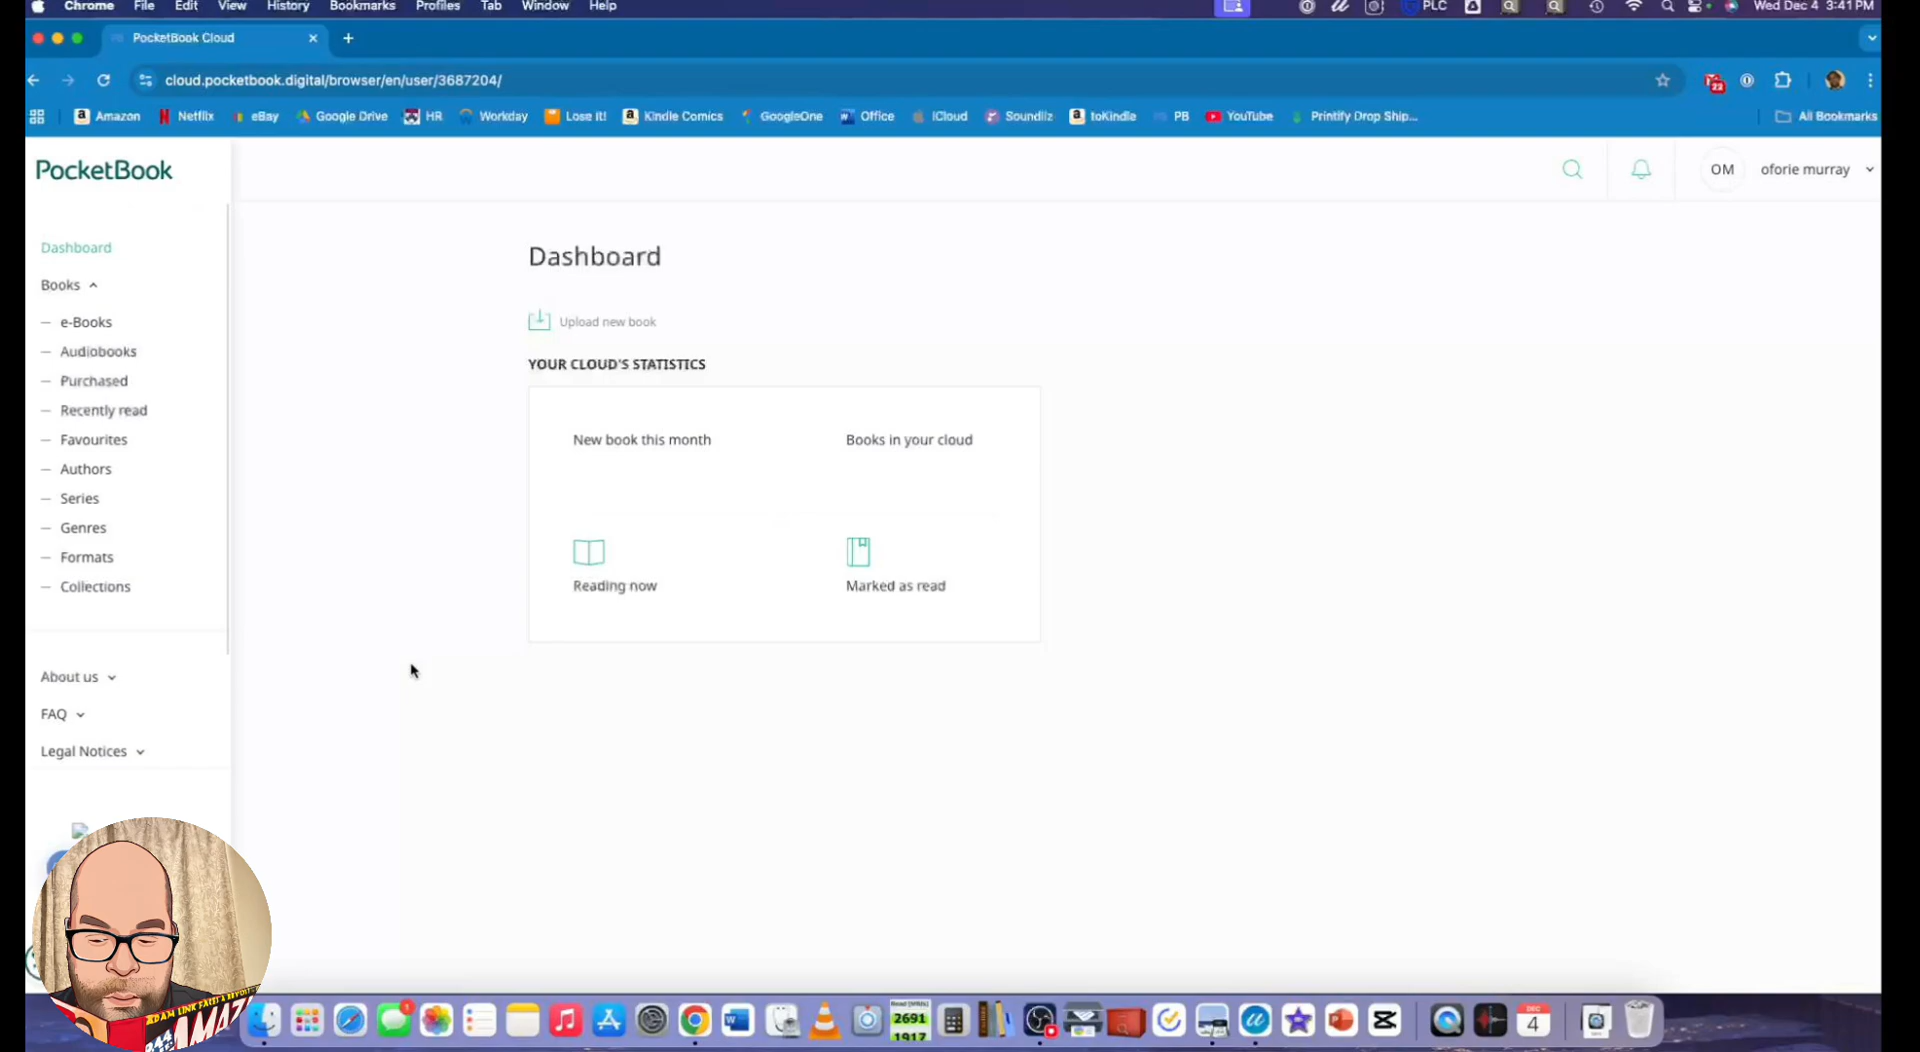 Chrome File Edit View History Bookmarks Profiles Tab Window Help PLC Wed Dec 4 3:41 PM
PocketBook Cloud
cloud.pocketbook.digital/browser/en/user/3687204/
Amazon Netflix eBay Google Drive HR Workday Lose It! Kindle Comics GoogleOne Office iCloud Soundiiz toKindle PB YouTube Printify Drop Ship... All Bookmarks
PocketBook
OM oforie murray
Dashboard
Books
e-Books
Audiobooks
Purchased
Recently read
Favourites
Authors
Series
Genres
Formats
Collections
About us
FAQ
Legal Notices
Dashboard
Upload new book
YOUR CLOUD'S STATISTICS
New book this month
Books in your cloud
Reading now
Marked as read
2691
1917
DEC
4